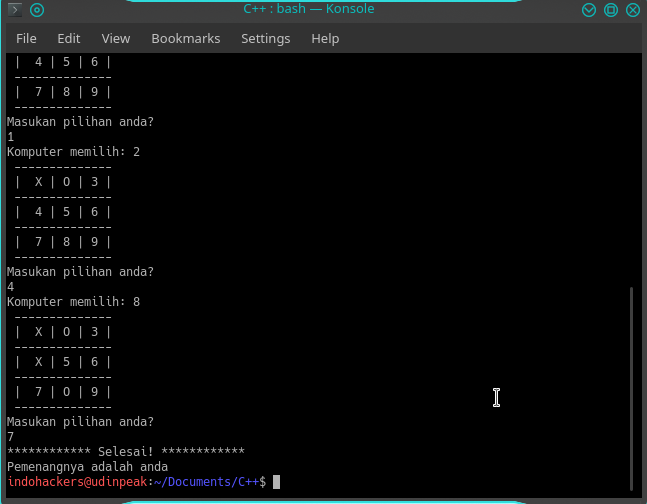 C++ : bash — Konsole
File Edit View Bookmarks Settings Help
| 4 | 5 | 6 |
--------------
| 7 | 8 | 9 |
--------------
Masukan pilihan anda?
1
Komputer memilih: 2
--------------
| X | O | 3 |
--------------
| 4 | 5 | 6 |
--------------
| 7 | 8 | 9 |
--------------
Masukan pilihan anda?
4
Komputer memilih: 8
--------------
| X | O | 3 |
--------------
| X | 5 | 6 |
--------------
| 7 | O | 9 |
--------------
Masukan pilihan anda?
7
************ Selesai! ************
Pemenangnya adalah anda
indohackers@udinpeak:~/Documents/C++$